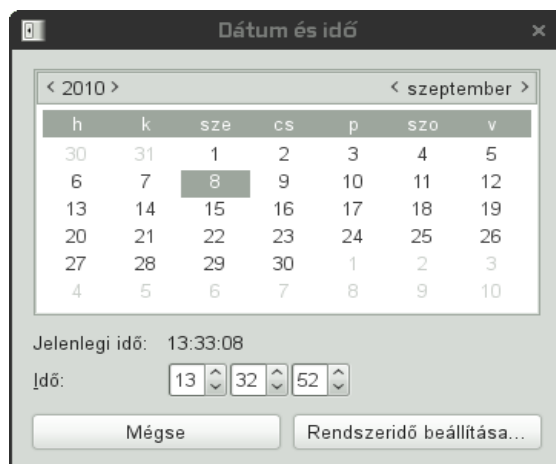 Dátum és idő
< 2010 > < szeptember >
h k sze cs p szo v
30 31 1 2 3 4 5
6 7 8 9 10 11 12
13 14 15 16 17 18 19
20 21 22 23 24 25 26
27 28 29 30 1 2 3
4 5 6 7 8 9 10
Jelenlegi idő: 13:33:08
Idő: 13 32 52
Mégse Rendszeridő beállítása...